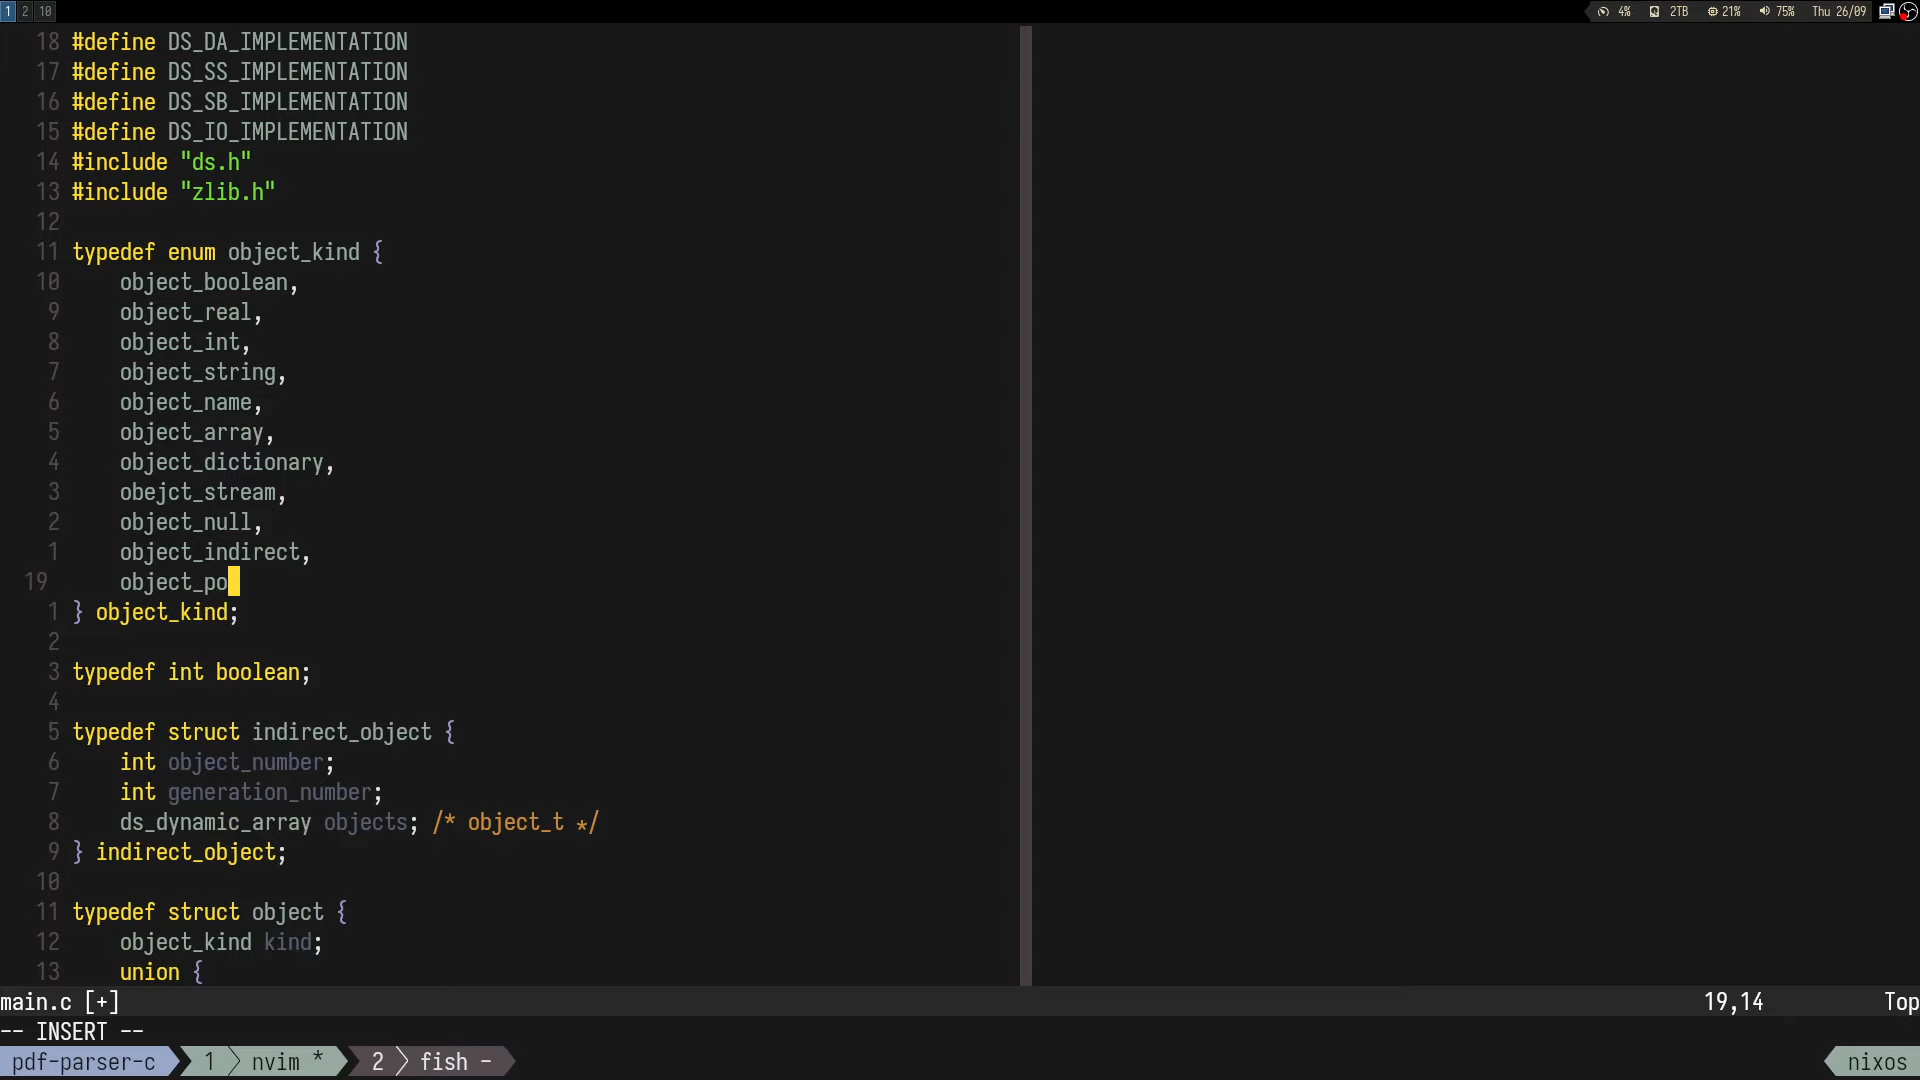 1 2 10 4% 2TB 21% 75% Thu 26/09
18 #define DS_DA_IMPLEMENTATION
17 #define DS_SS_IMPLEMENTATION
16 #define DS_SB_IMPLEMENTATION
15 #define DS_IO_IMPLEMENTATION
14 #include "ds.h"
13 #include "zlib.h"
12
11 typedef enum object_kind {
10     object_boolean,
9     object_real,
8     object_int,
7     object_string,
6     object_name,
5     object_array,
4     object_dictionary,
3     obejct_stream,
2     object_null,
1     object_indirect,
19     object_po
1 } object_kind;
2
3 typedef int boolean;
4
5 typedef struct indirect_object {
6     int object_number;
7     int generation_number;
8     ds_dynamic_array objects; /* object_t */
9 } indirect_object;
10
11 typedef struct object {
12     object_kind kind;
13     union {
main.c [+] 19,14 Top
-- INSERT --
pdf-parser-c 1 nvim * 2 fish - nixos